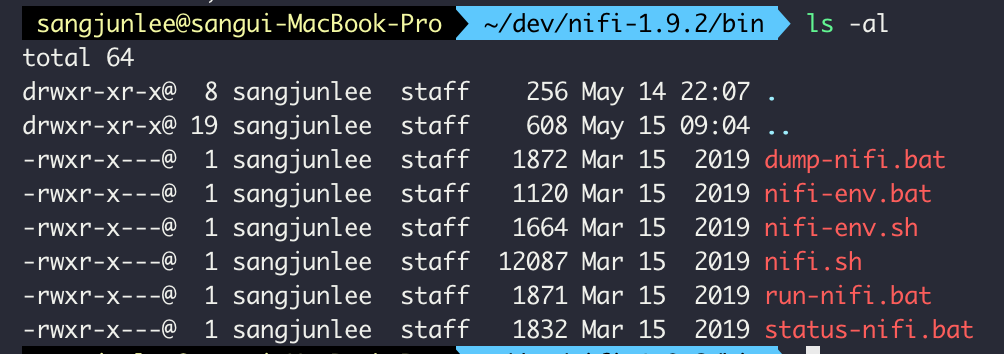 sangjunlee@sangui-MacBook-Pro ~/dev/nifi-1.9.2/bin ls -al
total 64
drwxr-xr-x@  8 sangjunlee  staff    256 May 14 22:07 .
drwxr-xr-x@ 19 sangjunlee  staff    608 May 15 09:04 ..
-rwxr-x---@  1 sangjunlee  staff   1872 Mar 15  2019 dump-nifi.bat
-rwxr-x---@  1 sangjunlee  staff   1120 Mar 15  2019 nifi-env.bat
-rwxr-x---@  1 sangjunlee  staff   1664 Mar 15  2019 nifi-env.sh
-rwxr-x---@  1 sangjunlee  staff  12087 Mar 15  2019 nifi.sh
-rwxr-x---@  1 sangjunlee  staff   1871 Mar 15  2019 run-nifi.bat
-rwxr-x---@  1 sangjunlee  staff   1832 Mar 15  2019 status-nifi.bat